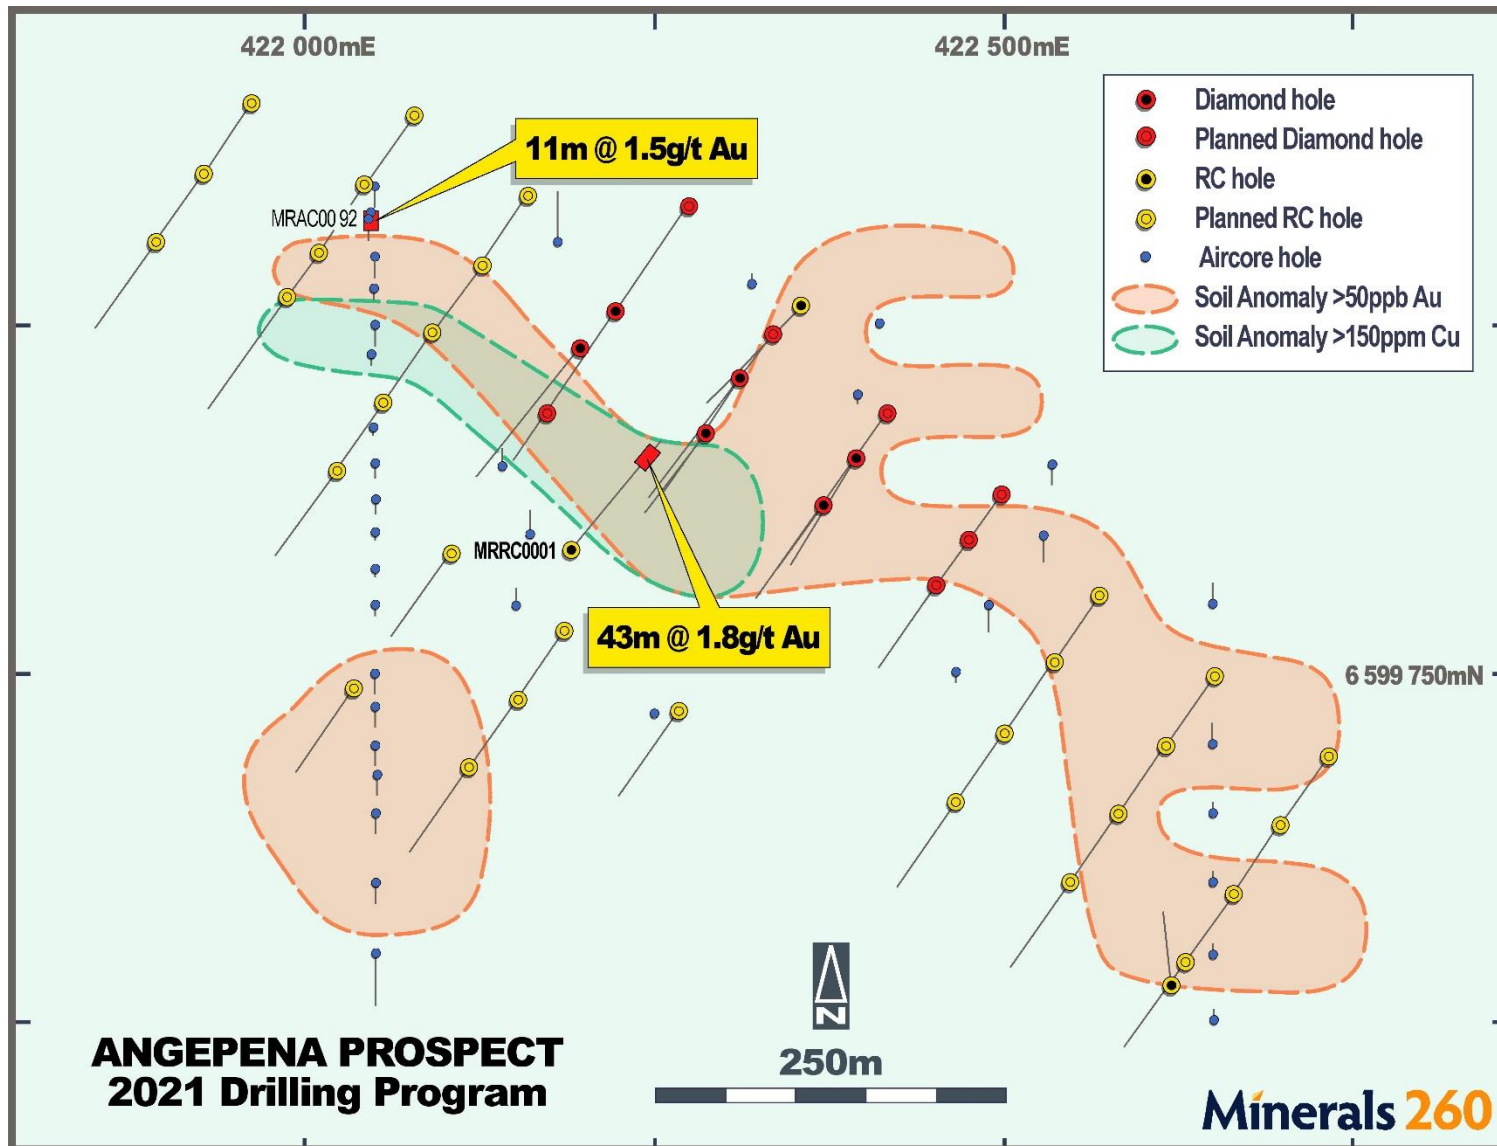 422 000mE
422 500mE
Diamond hole
Planned Diamond hole
RC hole
Planned RC hole
Aircore hole
Soil Anomaly >50ppb Au
Soil Anomaly >150ppm Cu
11m @ 1.5g/t Au
MRAC00 92
MRRC0001
43m @ 1.8g/t Au
6 599 750mN
N
ANGEPENA PROSPECT
2021 Drilling Program
250m
Minerals 260